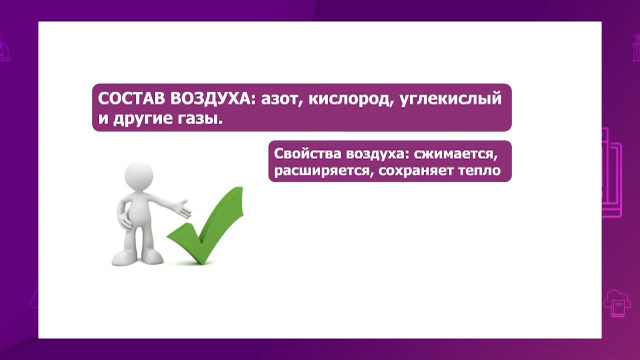 СОСТАВ ВОЗДУХА: азот, кислород, углекислый
и другие газы.
Свойства воздуха: сжимается,
расширяется, сохраняет тепло